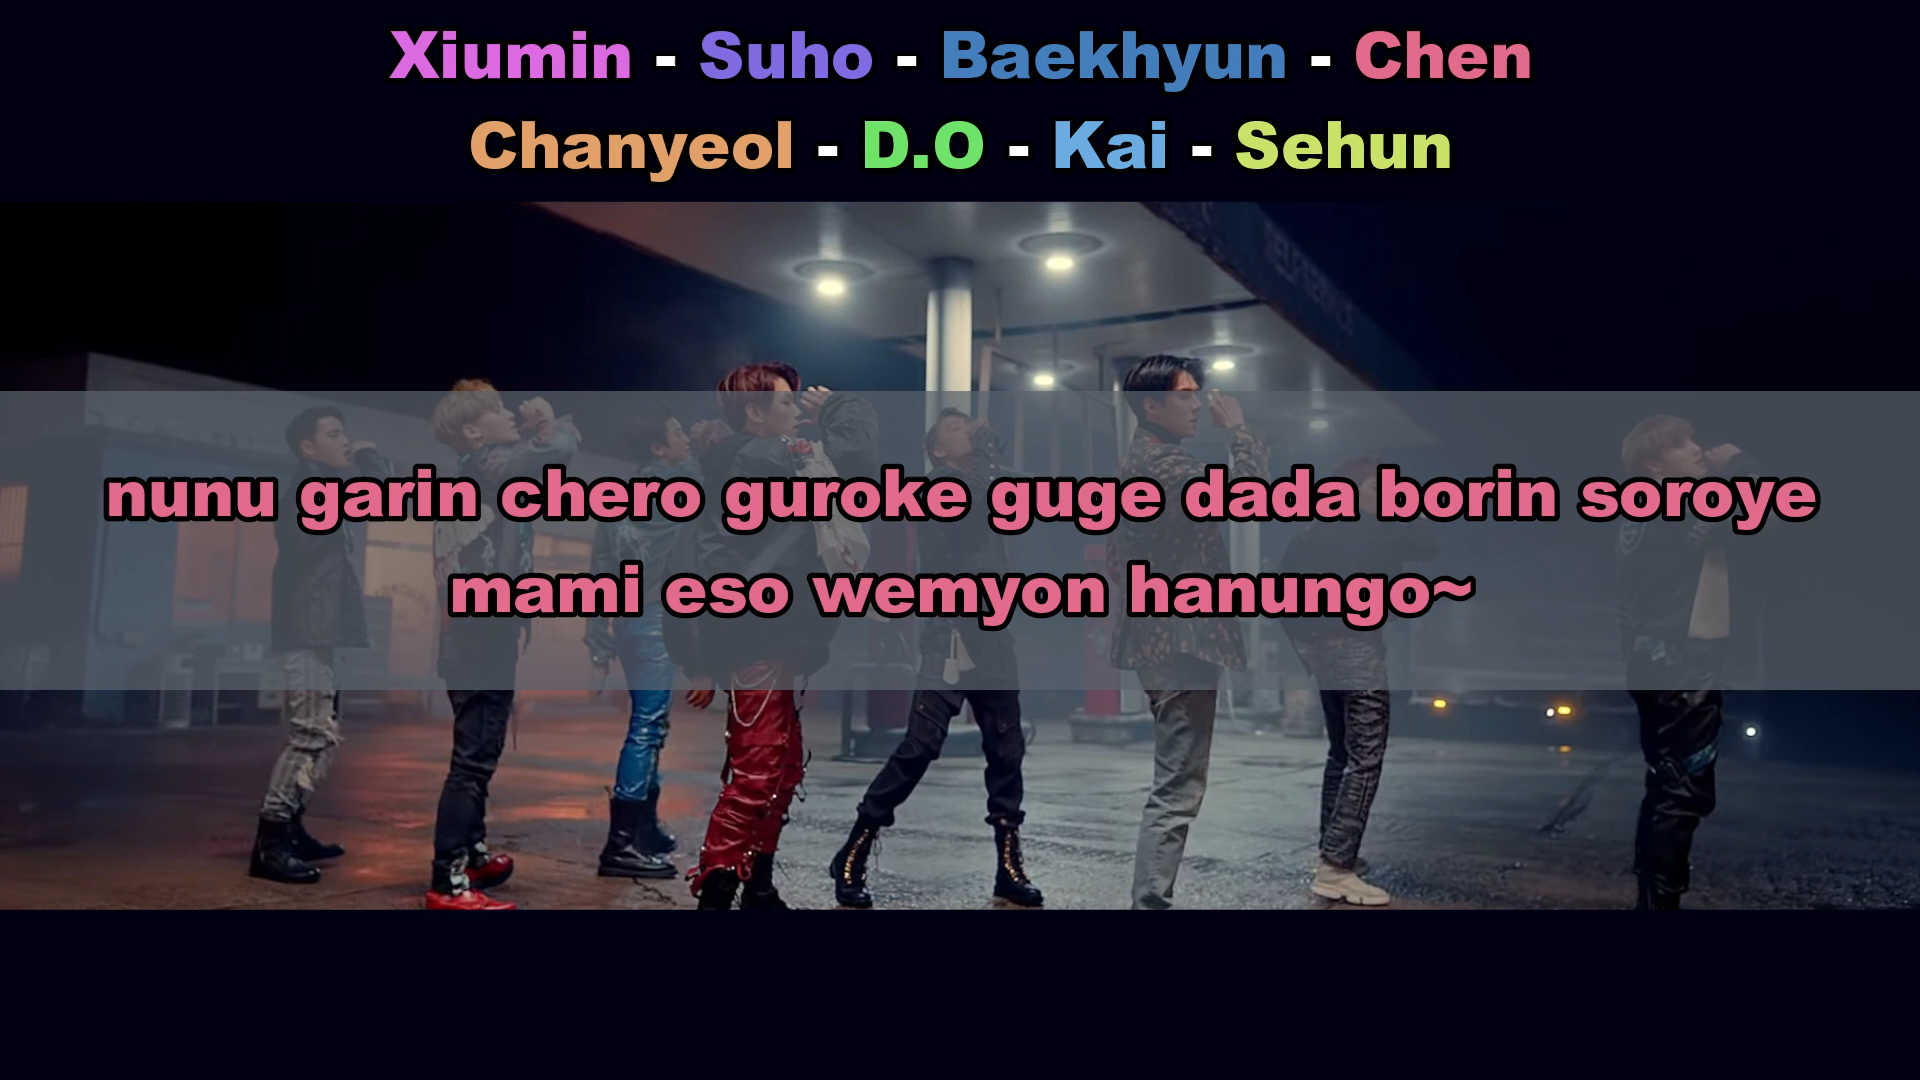 Xiumin - Suho - Baekhyun - Chen
Chanyeol - D.O - Kai - Sehun
nunu garin chero guroke guge dada borin soroye
mami eso wemyon hanungo~